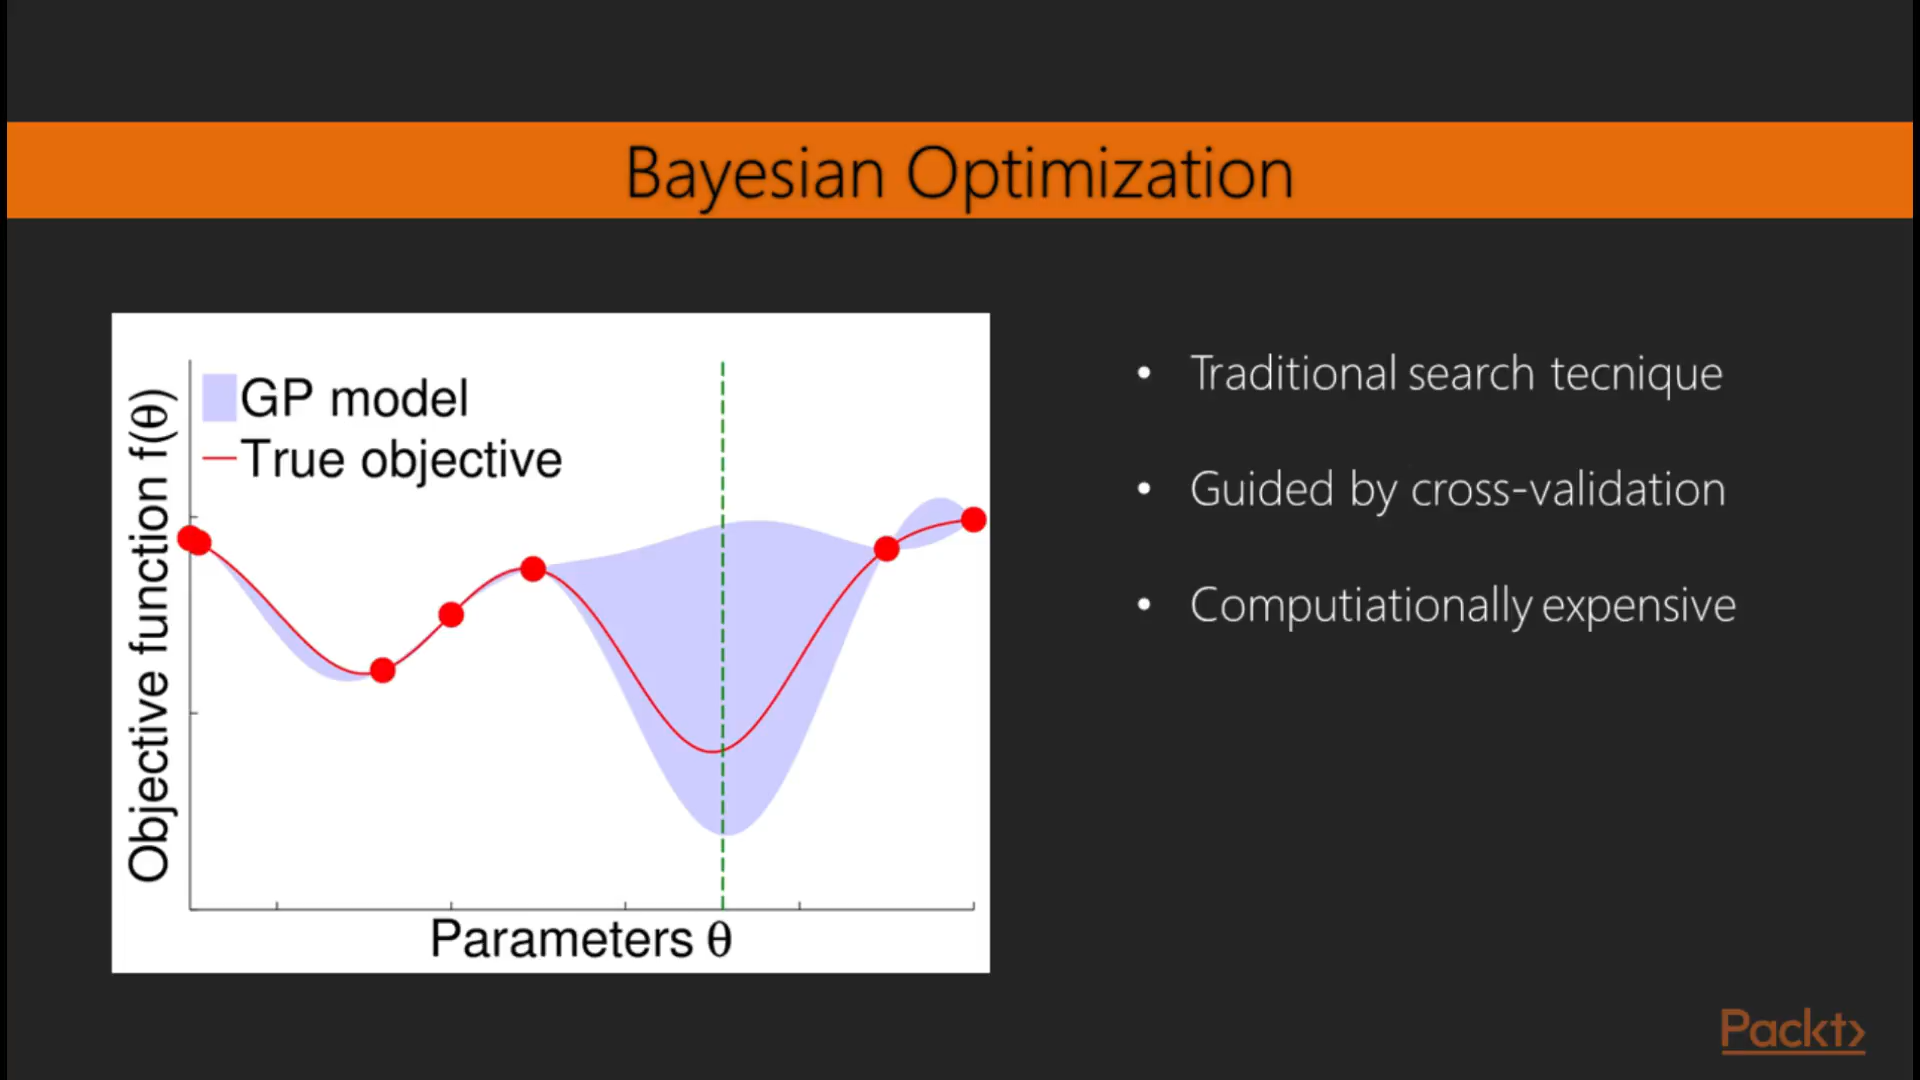 Bayesian Optimization
GP model
True objective
Objective function f(θ)
Parameters θ
• Traditional search tecnique
• Guided by cross-validation
• Computiationally expensive
Packt>